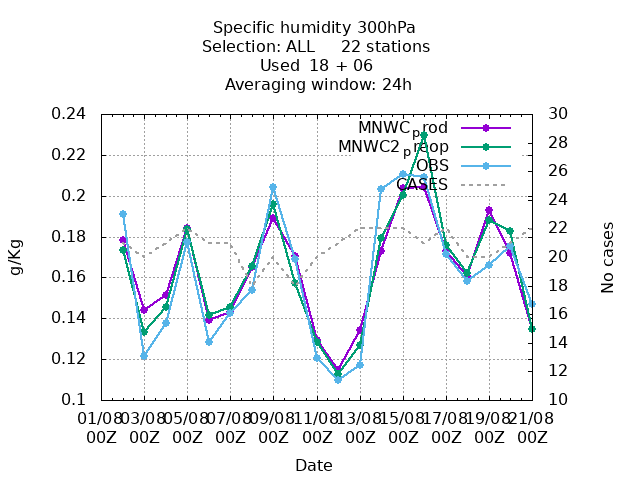 Specific humidity 300hPa
Selection: ALL 22 stations
Used 18 + 06
Averaging window: 24h
MNWCprod
MNWC2preop
OBS
CASES
g/Kg
0.24
0.22
0.2
0.18
0.16
0.14
0.12
0.1
30
28
26
24
22
20
18
16
14
12
10
No cases
01/08 03/08 05/08 07/08 09/08 11/08 13/08 15/08 17/08 19/08 21/08
00Z 00Z 00Z 00Z 00Z 00Z 00Z 00Z 00Z 00Z 00Z
Date